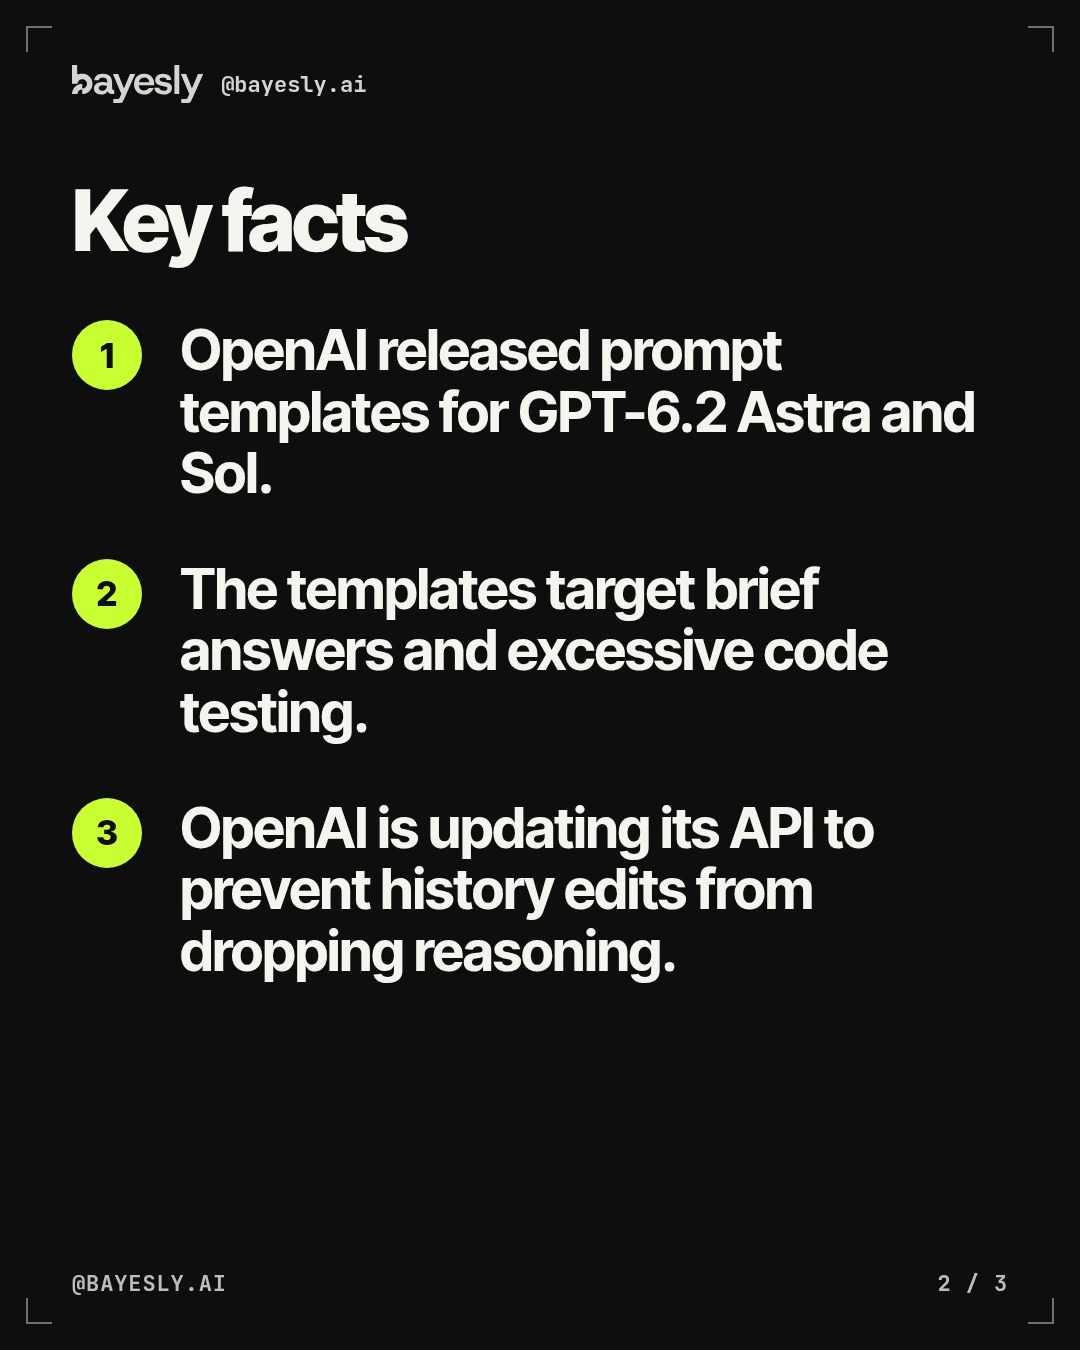 bayesly @bayesly.ai
Key facts
1 OpenAI released prompt
templates for GPT-6.2 Astra and
Sol.
2 The templates target brief
answers and excessive code
testing.
3 OpenAI is updating its API to
prevent history edits from
dropping reasoning.
@BAYESLY.AI 2 / 3